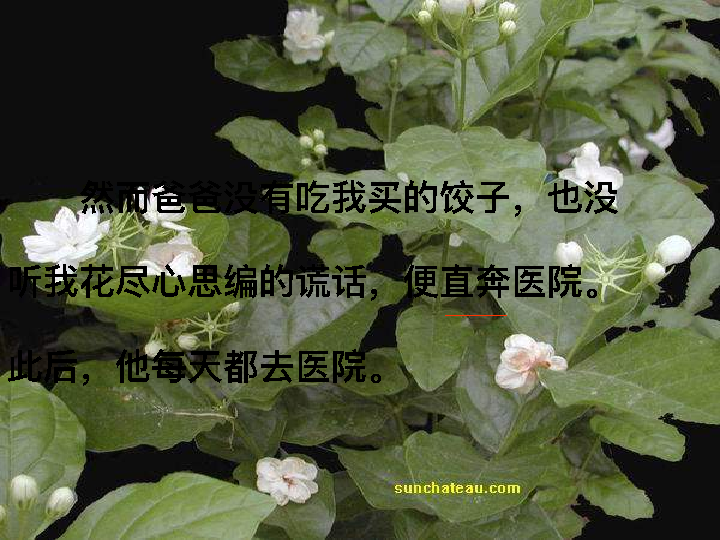 然而爸爸没有吃我买的饺子，也没
听我花尽心思编的谎话，便直奔医院。
此后，他每天都去医院。
sunchateau.com